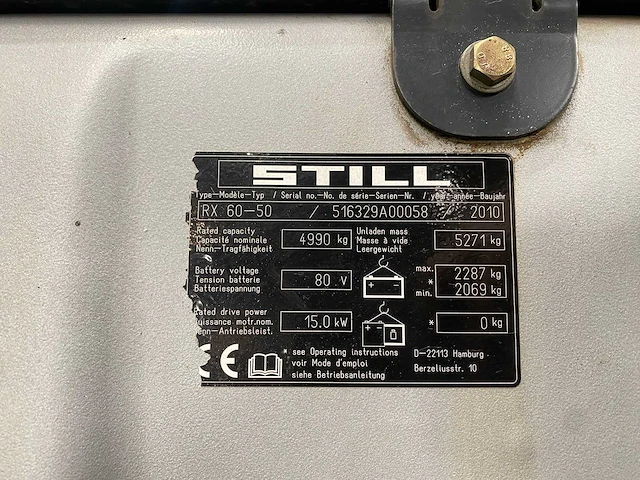 STILL
Type-Modèle-Typ / Serial no.-No. de série-Serien-Nr. / year-année-Baujahr
RX 60-50 / 516329A00058 / 2010
Rated capacity
Capacité nominale
Nenn.-Tragfähigkeit
4990 kg
Unladen mass
Masse à vide
Leergewicht
5271 kg
Battery voltage
Tension batterie
Batteriespannung
80 V
max. 2287 kg
*
min. 2069 kg
Rated drive power
Puissance motr.nom.
Nenn-Antriebsleist.
15.0 kW
* 0 kg
CE
* see Operating instructions
voir Mode d'emploi
siehe Betriebsanleitung
D-22113 Hamburg
Berzeliusstr. 10